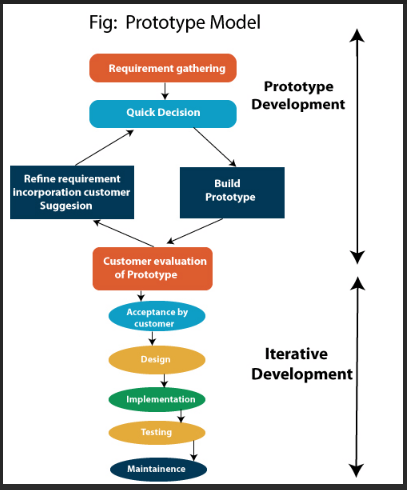 Fig: Prototype Model
Requirement gathering
Prototype
Development
Quick Decision
Refine requirement
incorporation customer
Suggesion
Build
Prototype
Customer evaluation
of Prototype
Acceptance by
customer
Iterative
Development
Design
Implementation
Testing
Maintainence